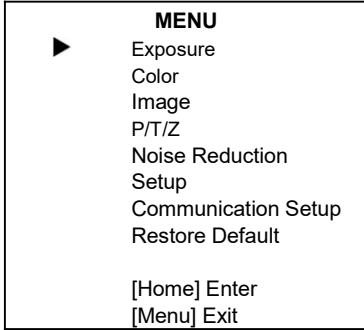 MENU
Exposure
Color
Image
P/T/Z
Noise Reduction
Setup
Communication Setup
Restore Default
[Home] Enter
[Menu] Exit